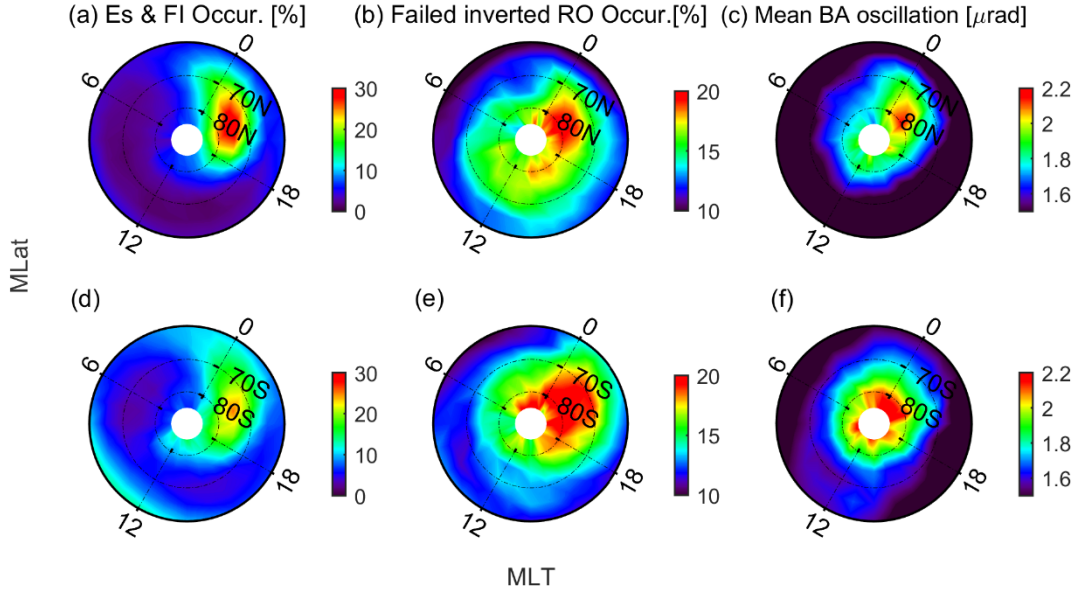 (a) Es & FI Occur. [%]
(b) Failed inverted RO Occur.[%]
(c) Mean BA oscillation [μrad]
0
6
70N
80N
18
12
30
20
10
0
0
6
70N
80N
18
12
20
15
10
0
6
70N
80N
18
12
2.2
2
1.8
1.6
MLat
(d)
(e)
(f)
0
6
70S
80S
18
12
30
20
10
0
0
6
70S
80S
18
12
20
15
10
0
6
70S
80S
18
12
2.2
2
1.8
1.6
MLT